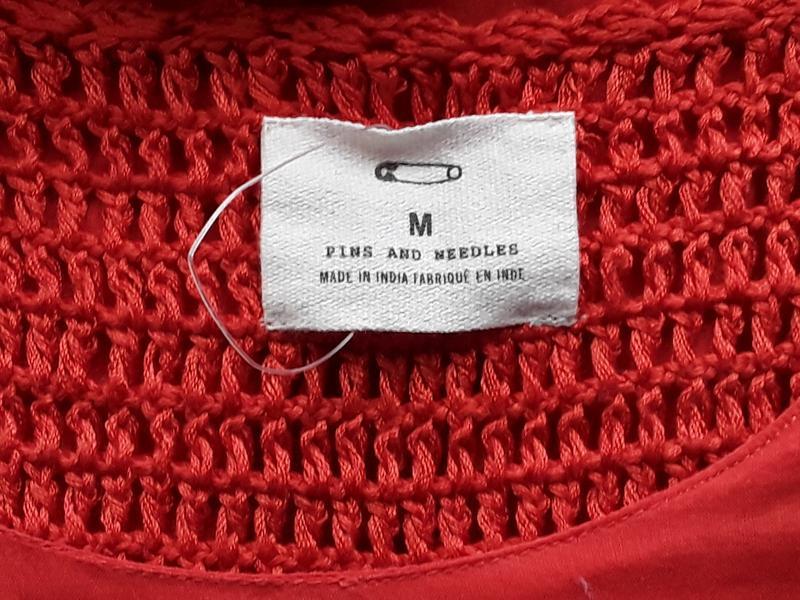 M
PINS AND NEEDLES
MADE IN INDIA FABRIQUÉ EN INDE